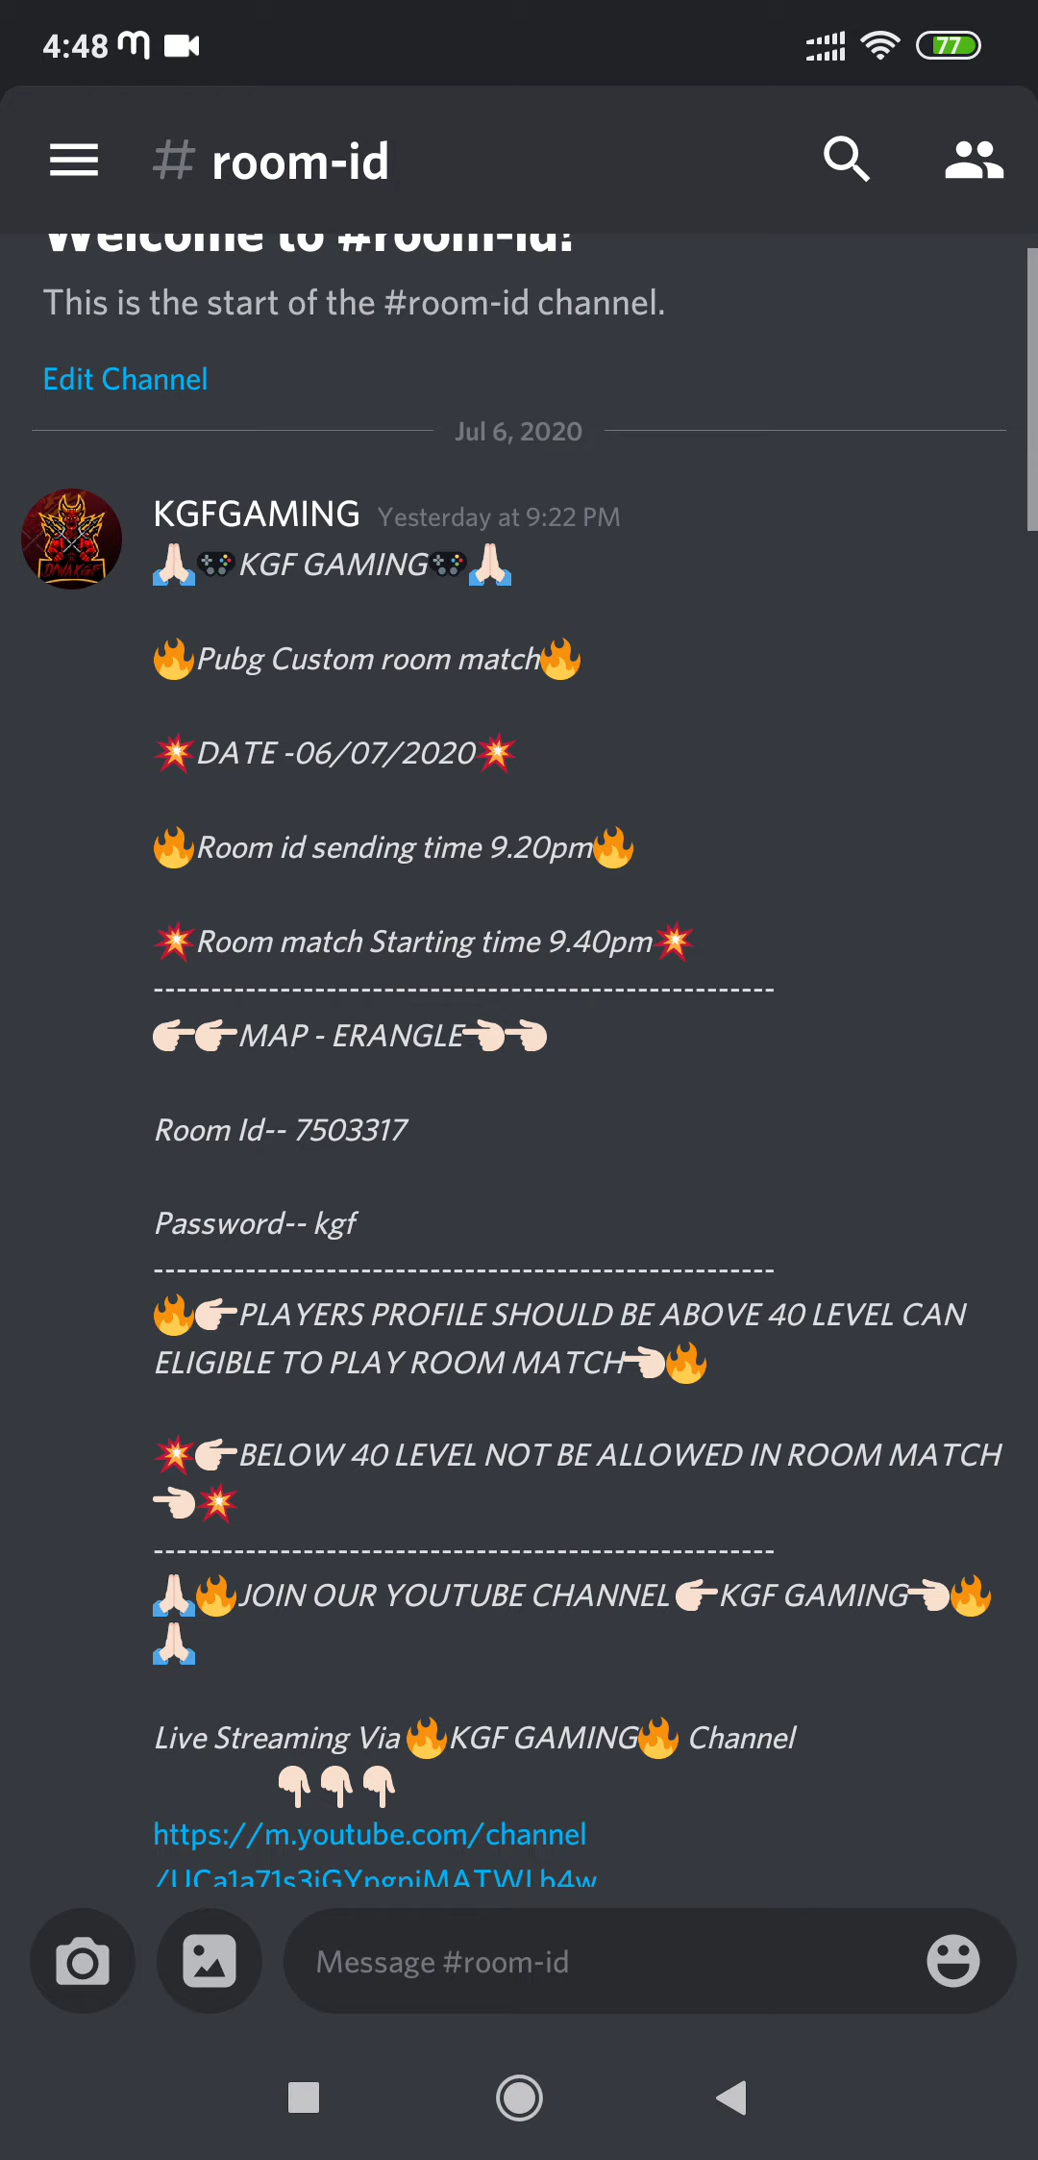 4:48
77
# room-id
Welcome to #room-id!
This is the start of the #room-id channel.
Edit Channel
Jul 6, 2020
KGFGAMING Yesterday at 9:22 PM
🙏🏻🎮KGF GAMING🎮🙏🏻
🔥Pubg Custom room match🔥
💥DATE -06/07/2020💥
🔥Room id sending time 9.20pm🔥
💥Room match Starting time 9.40pm💥
------------------------------------------------------
👉🏻👉🏻MAP - ERANGLE👈🏻👈🏻
Room Id-- 7503317
Password-- kgf
------------------------------------------------------
🔥👉🏻PLAYERS PROFILE SHOULD BE ABOVE 40 LEVEL CAN
ELIGIBLE TO PLAY ROOM MATCH👈🏻🔥
💥👉🏻BELOW 40 LEVEL NOT BE ALLOWED IN ROOM MATCH
👈🏻💥
------------------------------------------------------
🙏🏻🔥JOIN OUR YOUTUBE CHANNEL 👉🏻KGF GAMING👈🏻🔥
🙏🏻
Live Streaming Via 🔥KGF GAMING🔥 Channel
👇🏻👇🏻👇🏻
https://m.youtube.com/channel
Message #room-id